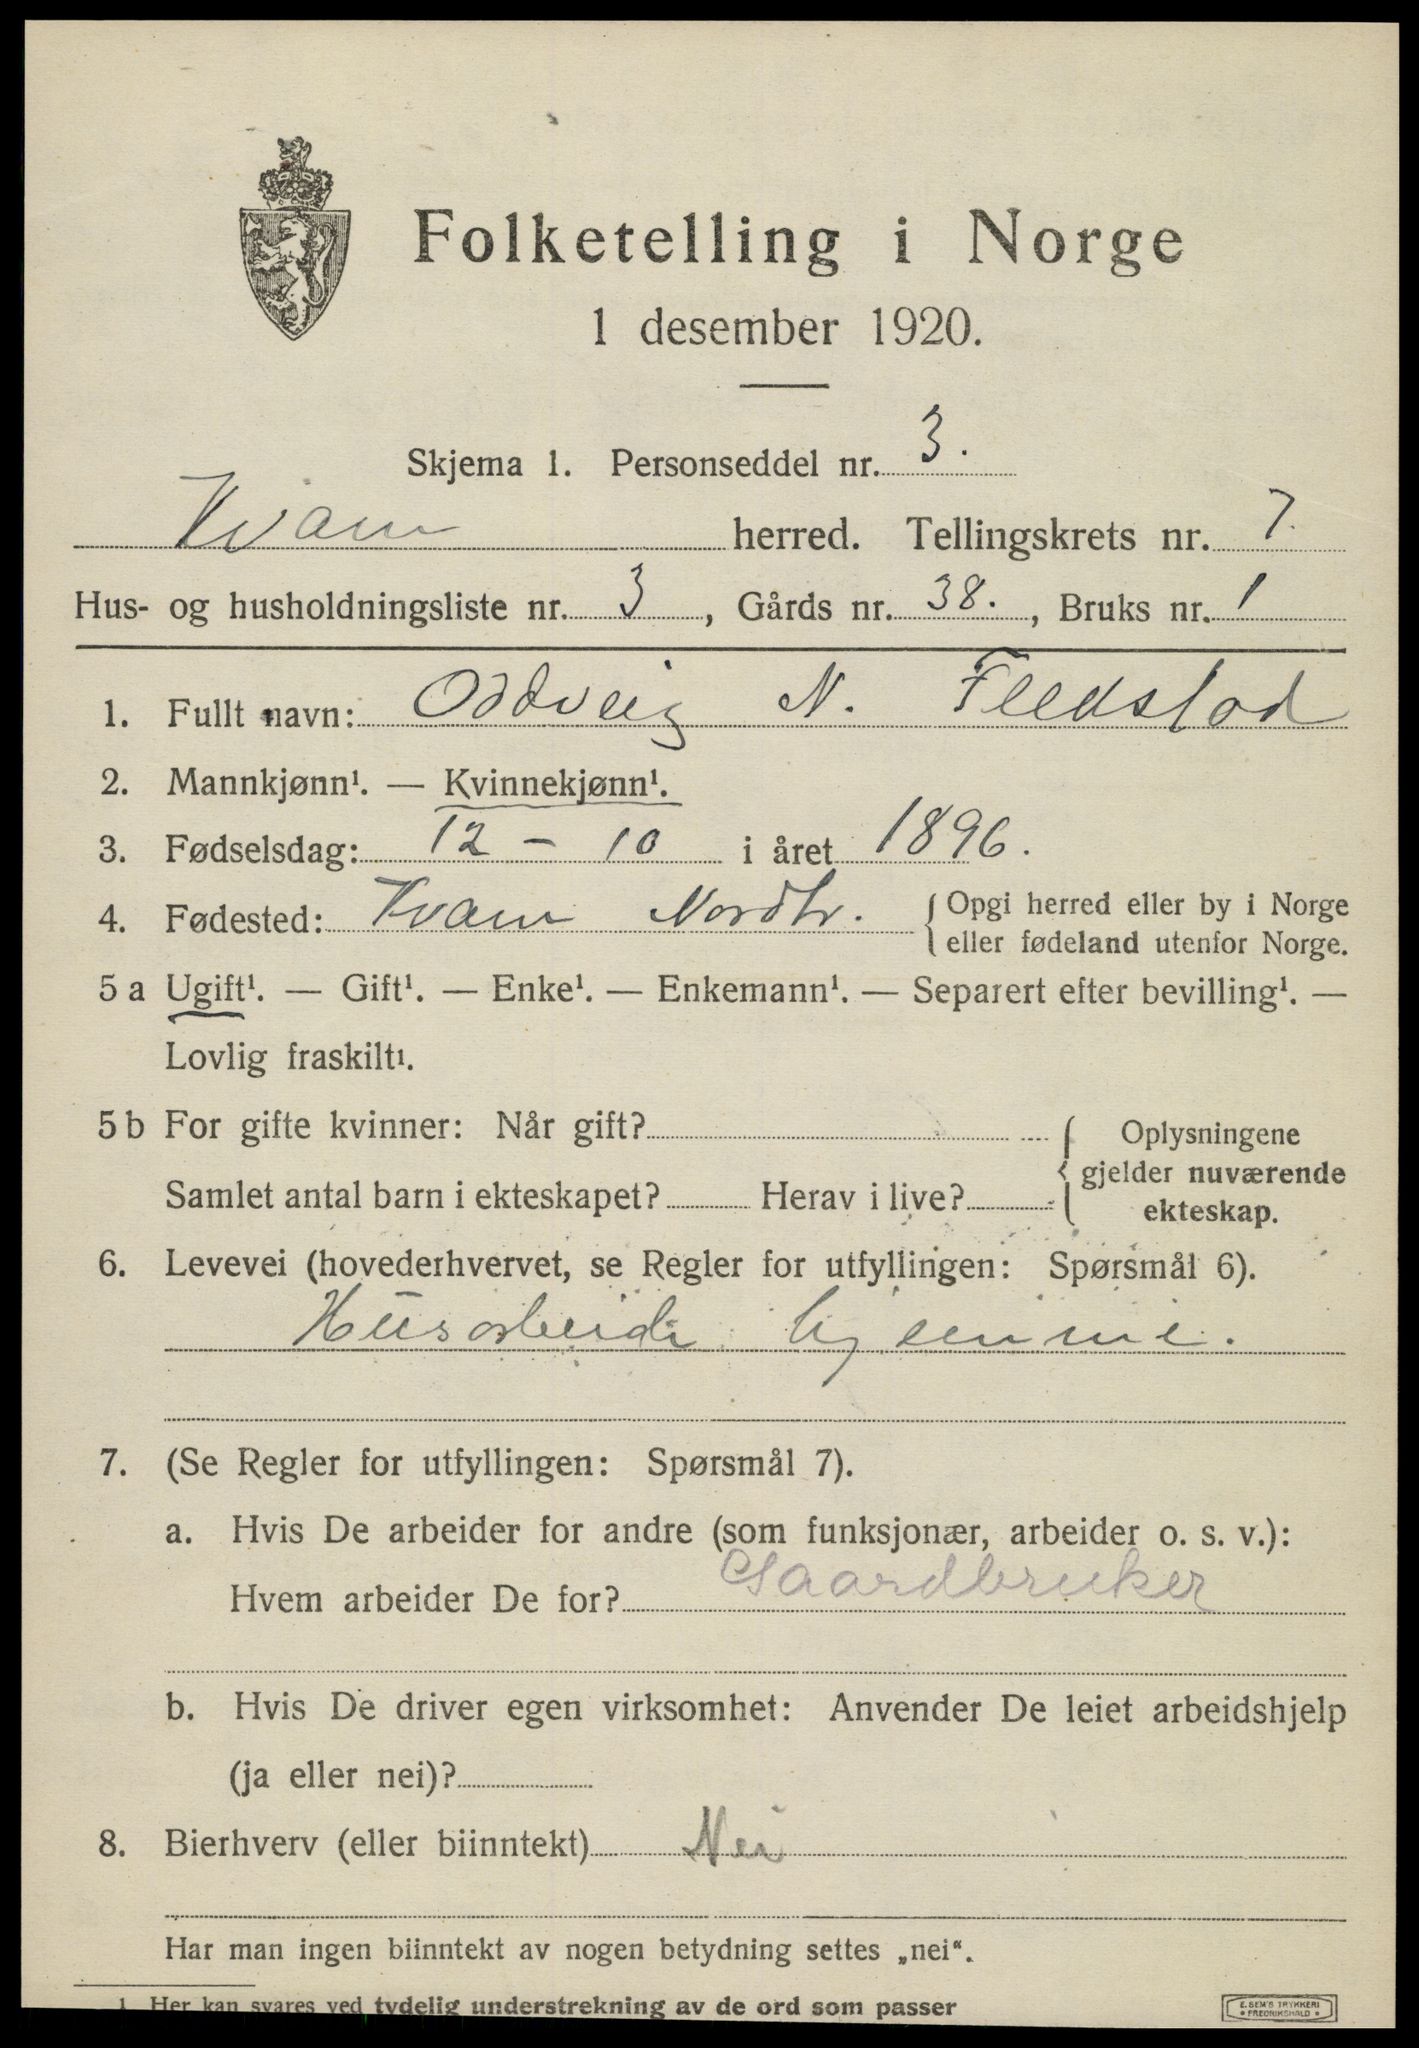 Folketelling i Norge
1 desember 1920.
Skjema 1. Personseddel nr. 3.
Kvam herred. Tellingskrets nr. 7.
Hus- og husholdningsliste nr. 3, Gårds nr. 38., Bruks nr. 1
1. Fullt navn: Oddveig N. Feedstad
2. Mannkjønn¹. — Kvinnekjønn¹.
3. Fødselsdag: 12 - 10 i året 1896.
4. Fødested: Kvam Nordtr. { Opgi herred eller by i Norge
eller fødeland utenfor Norge.
5 a Ugift¹. — Gift¹. — Enke¹. — Enkemann¹. — Separert efter bevilling¹. —
Lovlig fraskilt¹.
5 b For gifte kvinner: Når gift? { Oplysningene
gjelder nuværende
ekteskap.
Samlet antal barn i ekteskapet? Herav i live?
6. Levevei (hovederhvervet, se Regler for utfyllingen: Spørsmål 6).
Husarbeide hjemme.
7. (Se Regler for utfyllingen: Spørsmål 7).
a. Hvis De arbeider for andre (som funksjonær, arbeider o. s. v.):
Hvem arbeider De for? Gaardbruker
b. Hvis De driver egen virksomhet: Anvender De leiet arbeidshjelp
(ja eller nei)?
8. Bierhverv (eller biinntekt) Nei
Har man ingen biinntekt av nogen betydning settes „nei“.
1. Her kan svares ved tydelig understrekning av de ord som passer
E. SEM'S TRYKKERI
FREDRIKSHALD